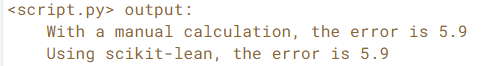 <script.py> output:
With a manual calculation, the error is 5.9
Using scikit-lean, the error is 5.9